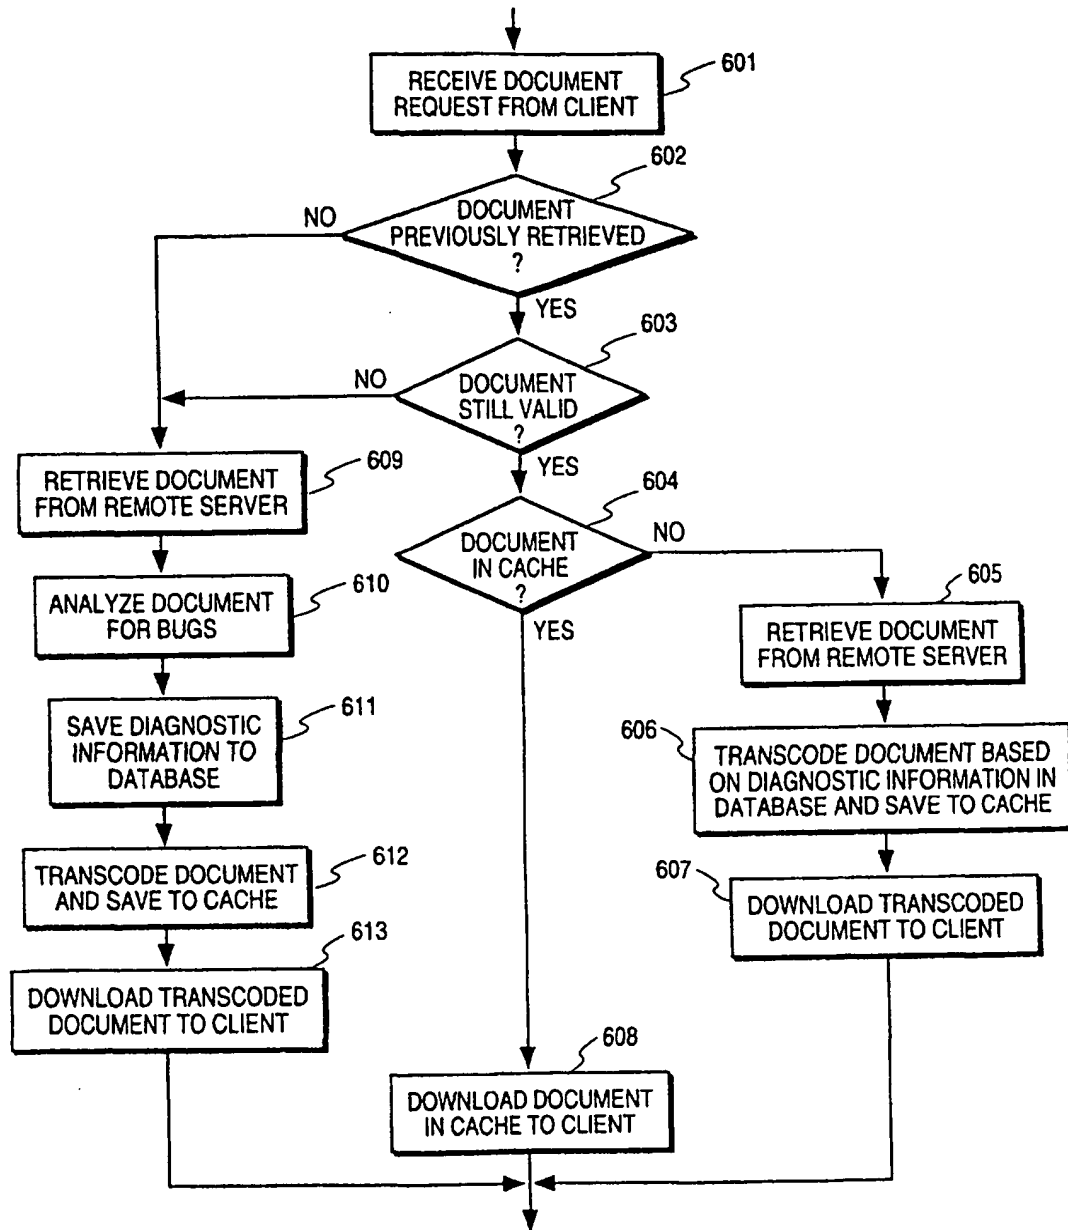 RECEIVE DOCUMENT
REQUEST FROM CLIENT
601
602
DOCUMENT
PREVIOUSLY RETRIEVED
?
NO
YES
603
DOCUMENT
STILL VALID
?
NO
YES
604
DOCUMENT
IN CACHE
?
NO
YES
605
RETRIEVE DOCUMENT
FROM REMOTE SERVER
606
TRANSCODE DOCUMENT BASED
ON DIAGNOSTIC INFORMATION IN
DATABASE AND SAVE TO CACHE
607
DOWNLOAD TRANSCODED
DOCUMENT TO CLIENT
608
DOWNLOAD DOCUMENT
IN CACHE TO CLIENT
609
RETRIEVE DOCUMENT
FROM REMOTE SERVER
610
ANALYZE DOCUMENT
FOR BUGS
611
SAVE DIAGNOSTIC
INFORMATION TO
DATABASE
612
TRANSCODE DOCUMENT
AND SAVE TO CACHE
613
DOWNLOAD TRANSCODED
DOCUMENT TO CLIENT